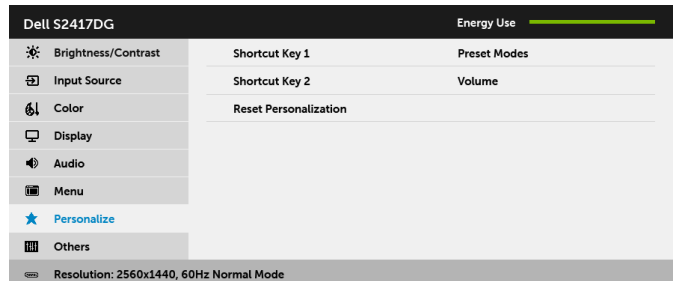 Dell S2417DG Energy Use
Brightness/Contrast Shortcut Key 1 Preset Modes
Input Source Shortcut Key 2 Volume
Color Reset Personalization
Display
Audio
Menu
Personalize
Others
Resolution: 2560x1440, 60Hz Normal Mode